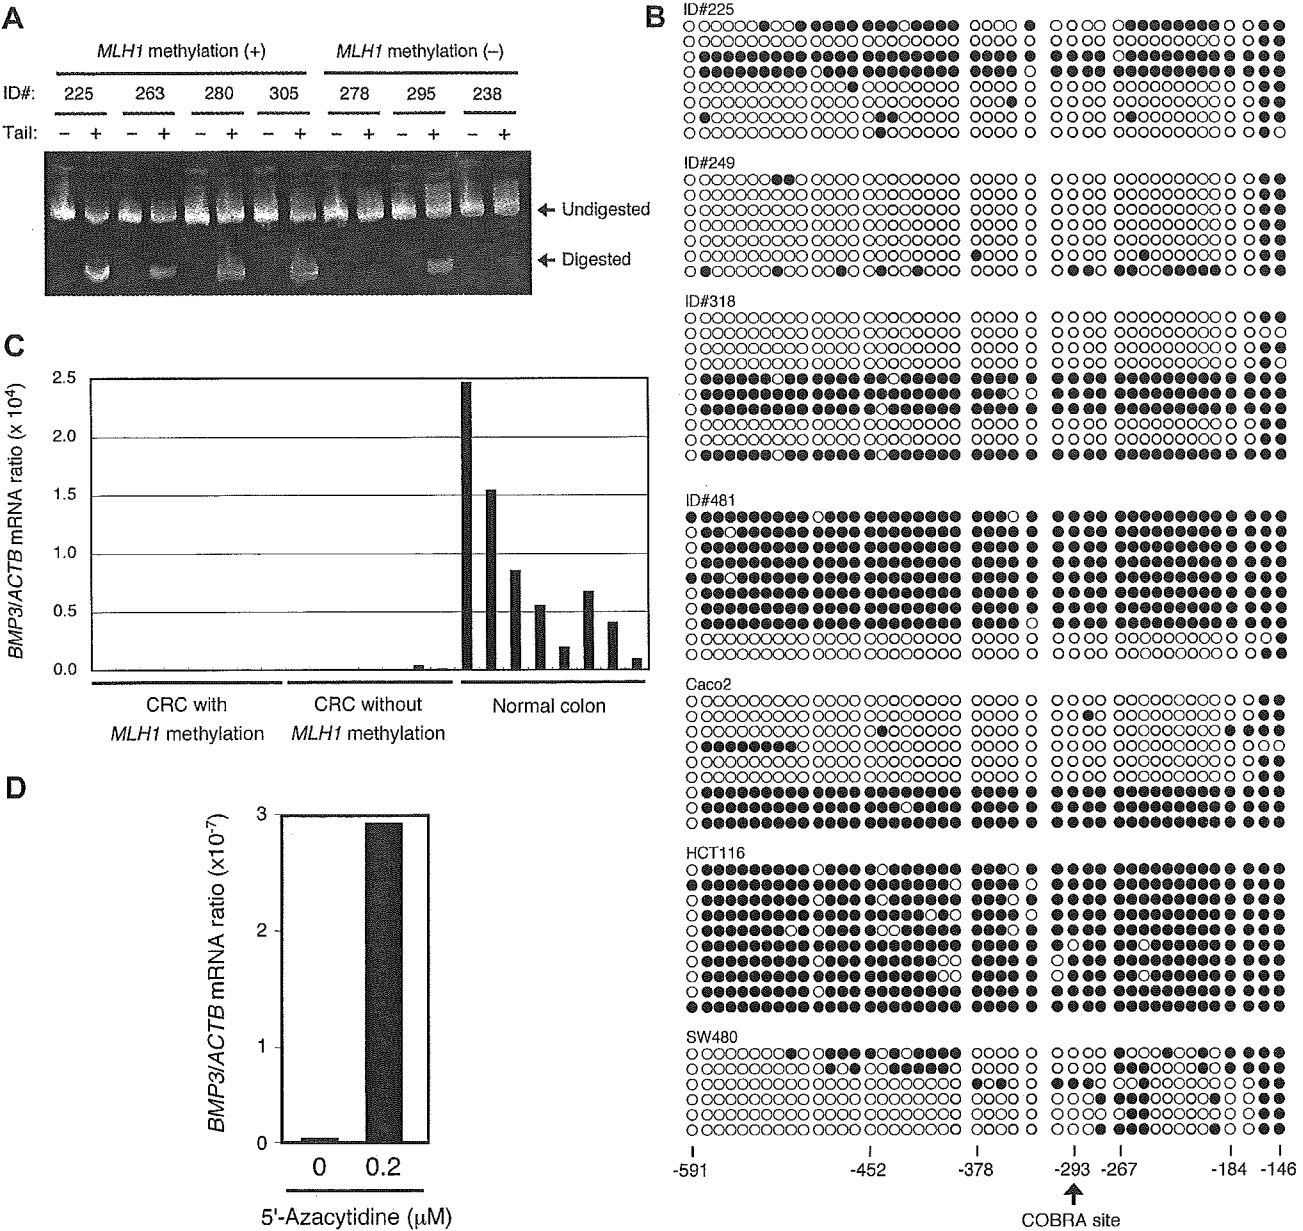 A
MLH1 methylation (+) MLH1 methylation (–)
ID#: 225 263 280 305 278 295 238
Tail: – + – + – + – + – + – + – +
Undigested
Digested
B
ID#225
ID#249
ID#318
ID#481
Caco2
HCT116
SW480
-591 -452 -378 -293 -267 -184 -146
COBRA site
C
BMP3/ACTB mRNA ratio (x 10⁴)
2.5
2.0
1.5
1.0
0.5
0.0
CRC with MLH1 methylation
CRC without MLH1 methylation
Normal colon
D
BMP3/ACTB mRNA ratio (x10⁻⁷)
3
2
1
0
0 0.2
5'-Azacytidine (μM)